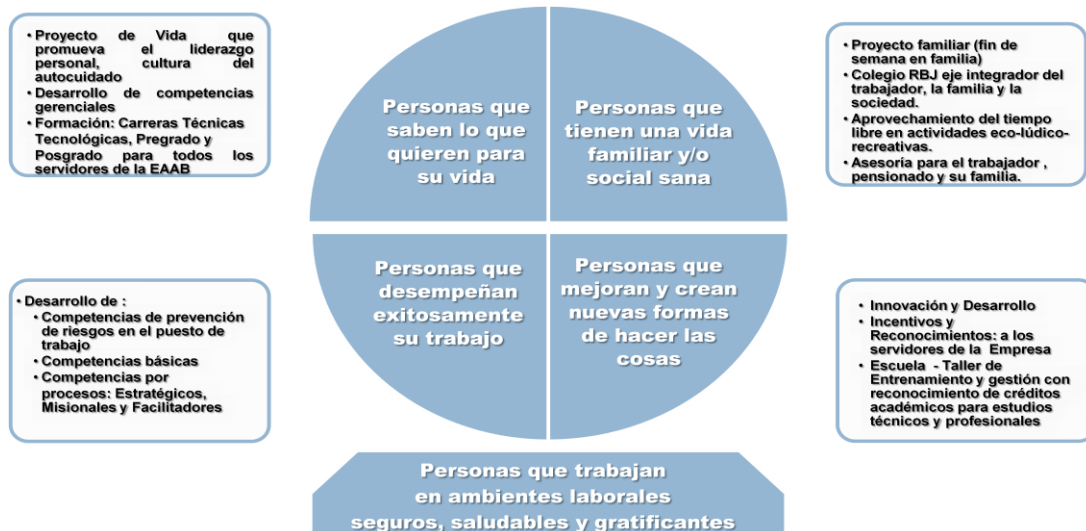 • Proyecto de Vida que
promueva el liderazgo
personal, cultura del
autocuidado
• Desarrollo de competencias
gerenciales
• Formación: Carreras Técnicas
Tecnológicas, Pregrado y
Posgrado para todos los
servidores de la EAAB
Personas que
saben lo que
quieren para
su vida
Personas que
tienen una vida
familiar y/o
social sana
• Proyecto familiar (fin de
semana en familia)
• Colegio RBJ eje integrador del
trabajador, la familia y la
sociedad.
• Aprovechamiento del tiempo
libre en actividades eco-lúdico-
recreativas.
• Asesoría para el trabajador ,
pensionado y su familia.
• Desarrollo de :
• Competencias de prevención
de riesgos en el puesto de
trabajo
• Competencias básicas
• Competencias por
procesos: Estratégicos,
Misionales y Facilitadores
Personas que
desempeñan
exitosamente
su trabajo
Personas que
mejoran y crean
nuevas formas
de hacer las
cosas
• Innovación y Desarrollo
• Incentivos y
Reconocimientos: a los
servidores de la Empresa
• Escuela - Taller de
Entrenamiento y gestión con
reconocimiento de créditos
académicos para estudios
técnicos y profesionales
Personas que trabajan
en ambientes laborales
seguros, saludables y gratificantes